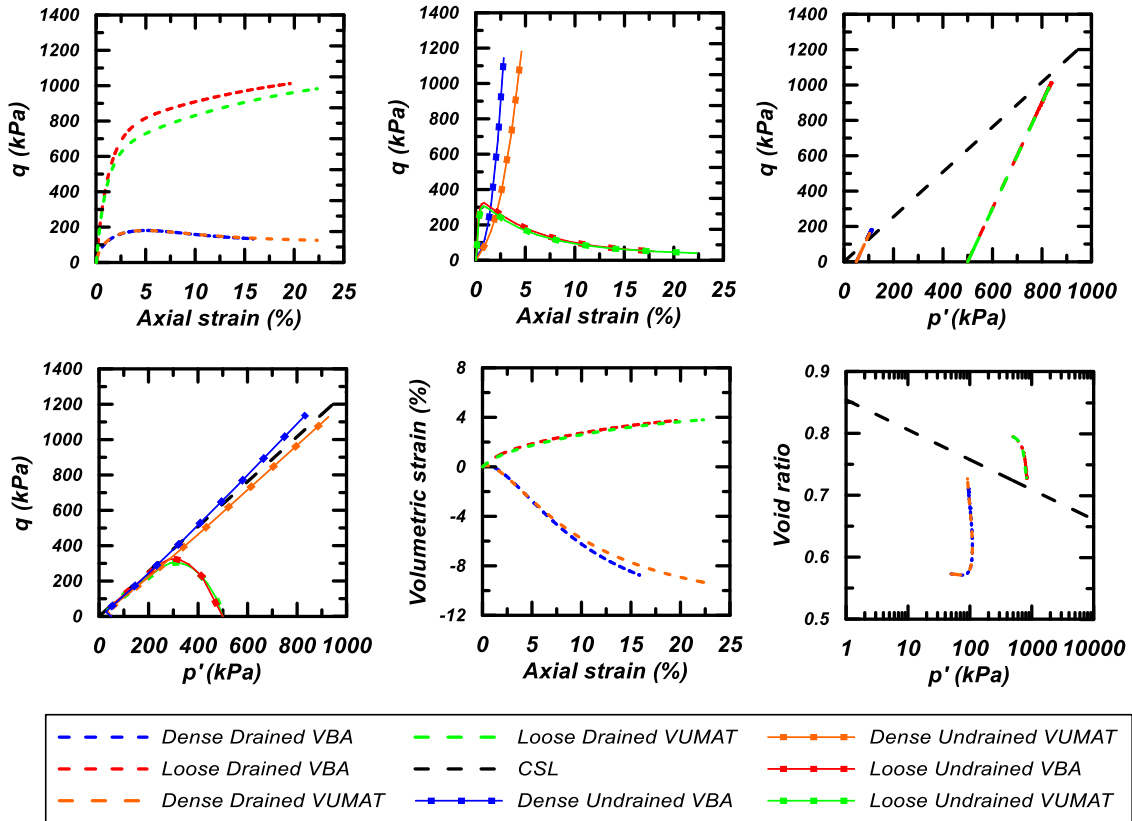 1400
1200
1000
800
600
400
200
0
q (kPa)
0 5 10 15 20 25
Axial strain (%)
1400
1200
1000
800
600
400
200
0
q (kPa)
0 5 10 15 20 25
Axial strain (%)
1400
1200
1000
800
600
400
200
0
q (kPa)
0 200 400 600 800 1000
p' (kPa)
1400
1200
1000
800
600
400
200
0
q (kPa)
0 200 400 600 800 1000
p' (kPa)
8
4
0
-4
-8
-12
Volumetric strain (%)
0 5 10 15 20 25
Axial strain (%)
0.9
0.8
0.7
0.6
0.5
Void ratio
1 10 100 1000 10000
p' (kPa)
Dense Drained VBA
Loose Drained VUMAT
Dense Undrained VUMAT
Loose Drained VBA
CSL
Loose Undrained VBA
Dense Drained VUMAT
Dense Undrained VBA
Loose Undrained VUMAT